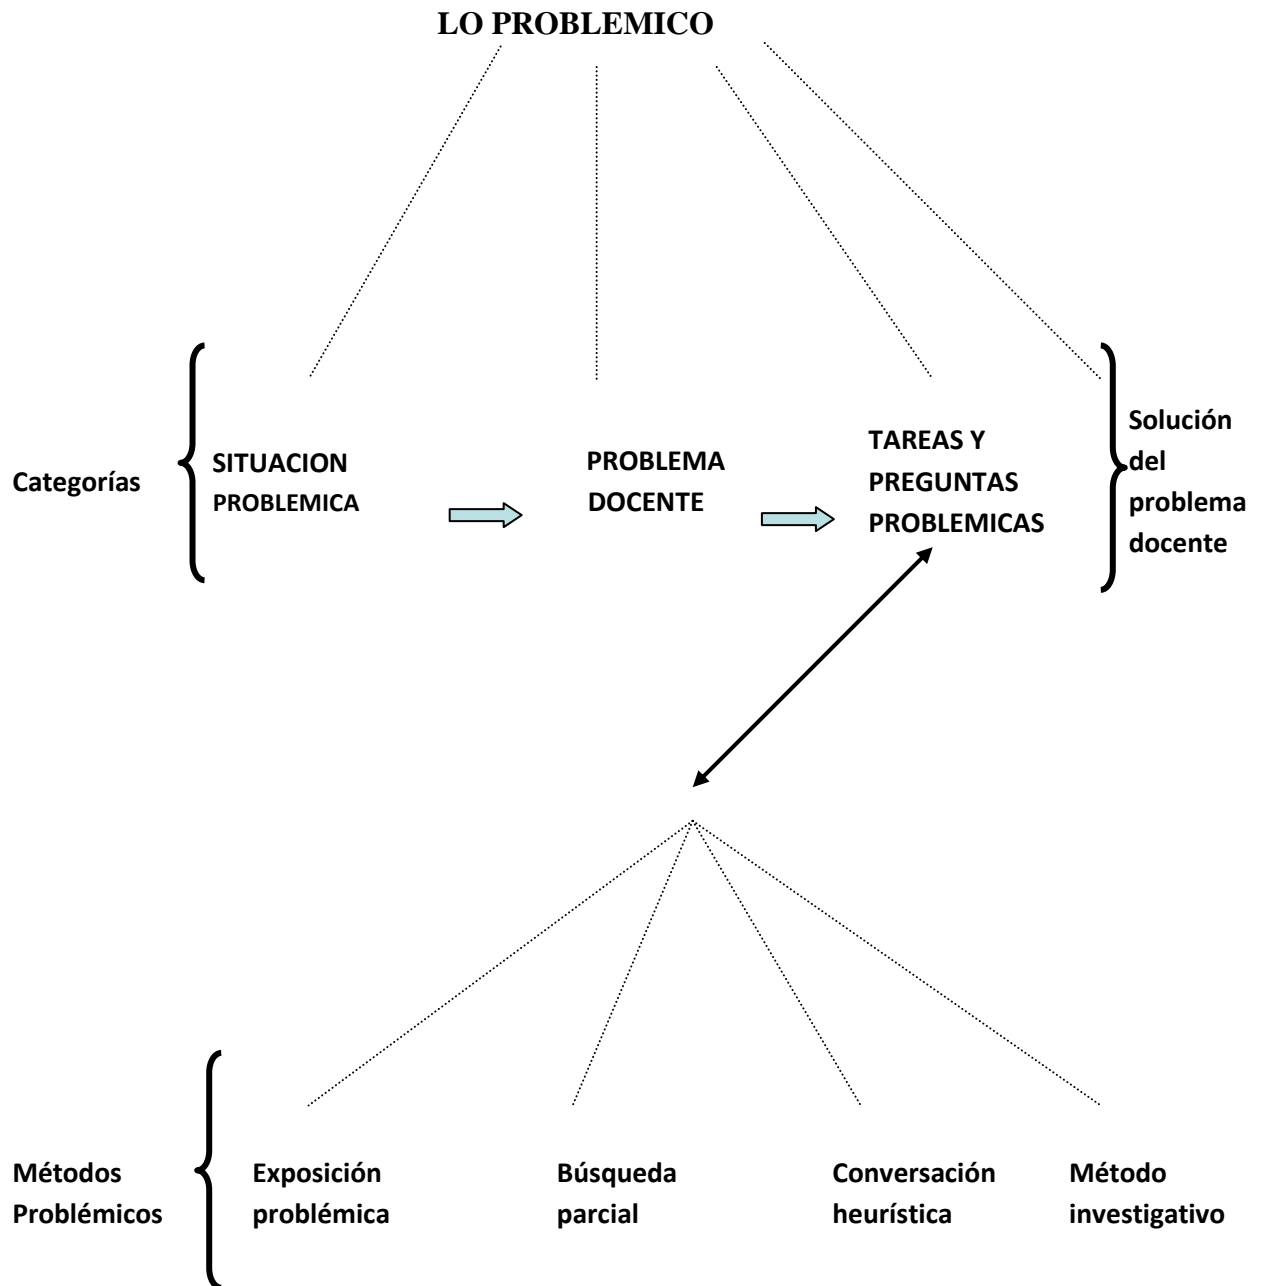 LO PROBLEMICO
Categorías
SITUACION
PROBLEMICA
PROBLEMA
DOCENTE
TAREAS Y
PREGUNTAS
PROBLEMICAS
Solución
del
problema
docente
Métodos
Problémicos
Exposición
problémica
Búsqueda
parcial
Conversación
heurística
Método
investigativo